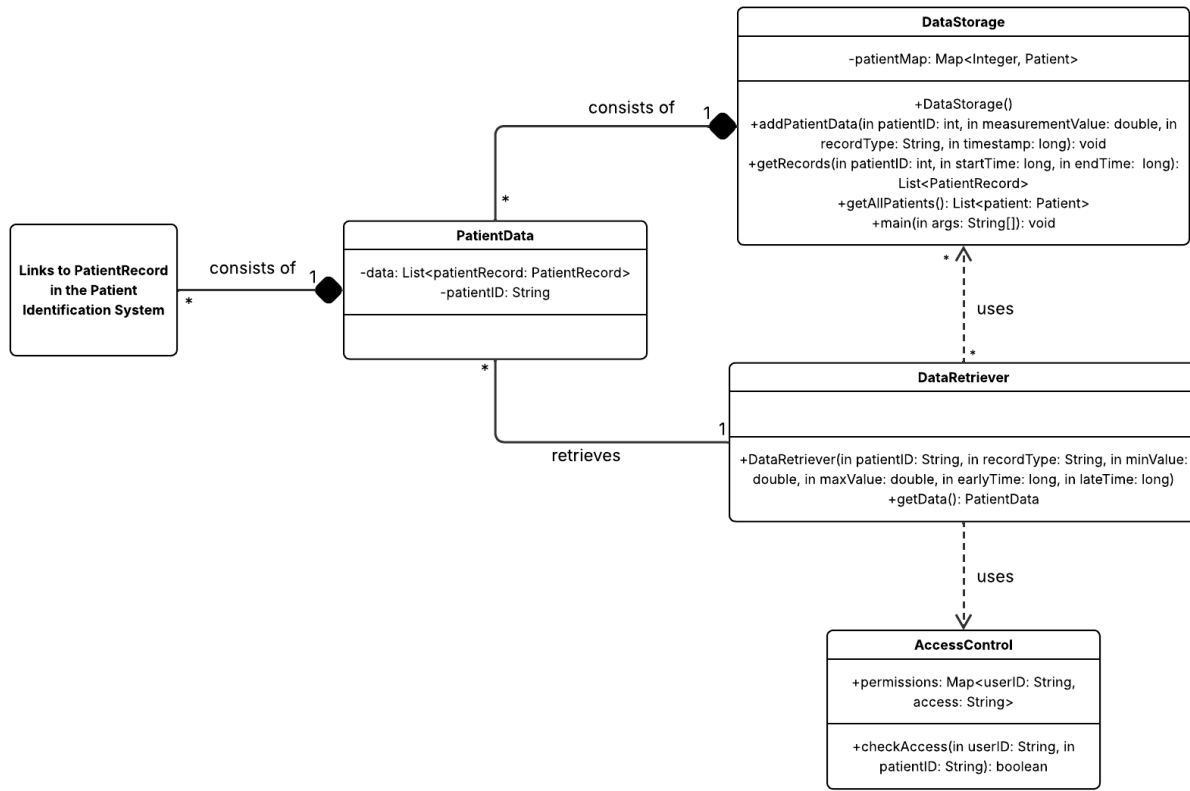 DataStorage
-patientMap: Map<Integer, Patient>
+DataStorage()
+addPatientData(in patientID: int, in measurementValue: double, in
recordType: String, in timestamp: long): void
+getRecords(in patientID: int, in startTime: long, in endTime: long):
List<PatientRecord>
+getAllPatients(): List<patient: Patient>
+main(in args: String[]): void
consists of
1
*
PatientData
-data: List<patientRecord: PatientRecord>
-patientID: String
Links to PatientRecord
in the Patient
Identification System
consists of
1
*
*
uses
*
*
retrieves
1
DataRetriever
+DataRetriever(in patientID: String, in recordType: String, in minValue:
double, in maxValue: double, in earlyTime: long, in lateTime: long)
+getData(): PatientData
uses
AccessControl
+permissions: Map<userID: String,
access: String>
+checkAccess(in userID: String, in
patientID: String): boolean